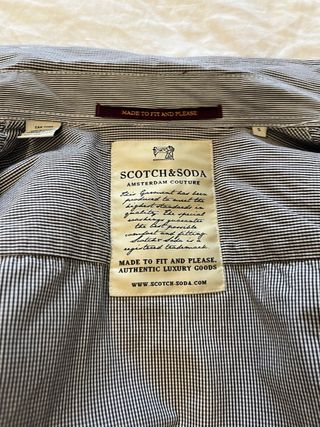 MADE TO FIT AND PLEASE
SCOTCH&SODA
AMSTERDAM COUTURE
This Garment has been
produced to meet the
highest standards in
quality. The special
washings guarantee
the best possible
comfort and fitting
Scotch & Soda is a
registered trademark.
MADE TO FIT AND PLEASE.
AUTHENTIC LUXURY GOODS
WWW.SCOTCH-SODA.COM